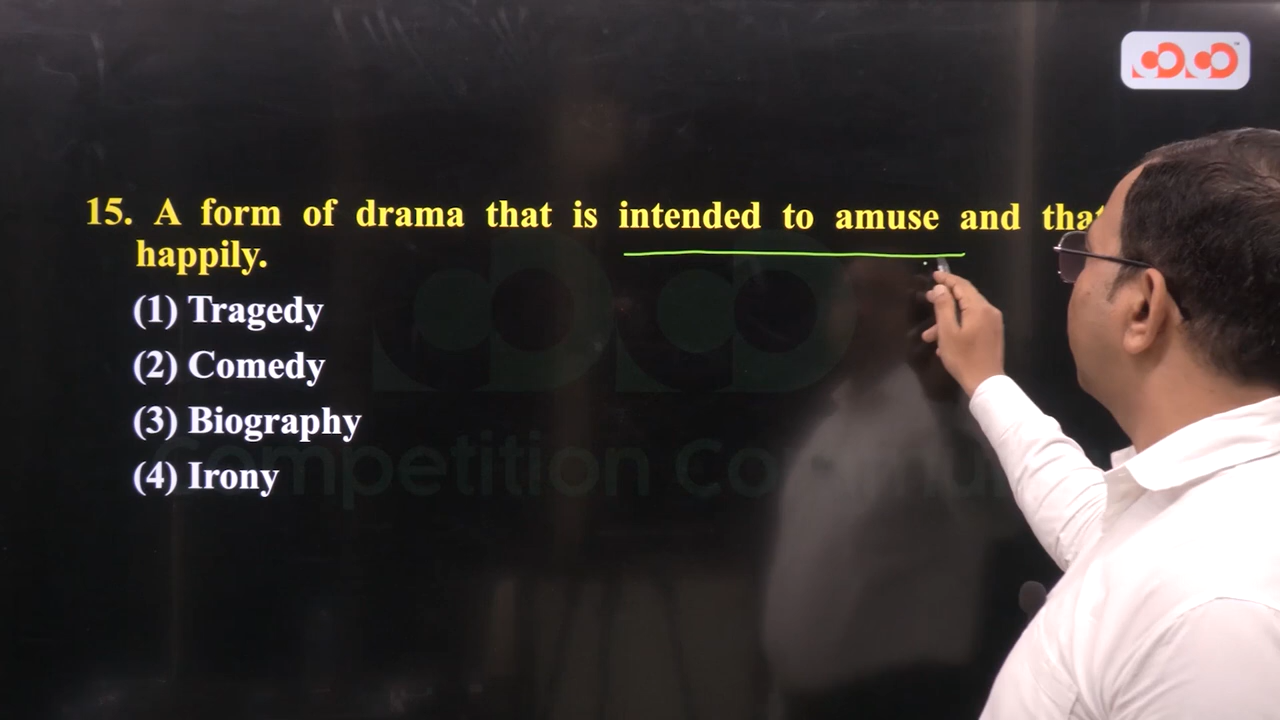 15. A form of drama that is intended to amuse and that
happily.
(1) Tragedy
(2) Comedy
(3) Biography
(4) Irony